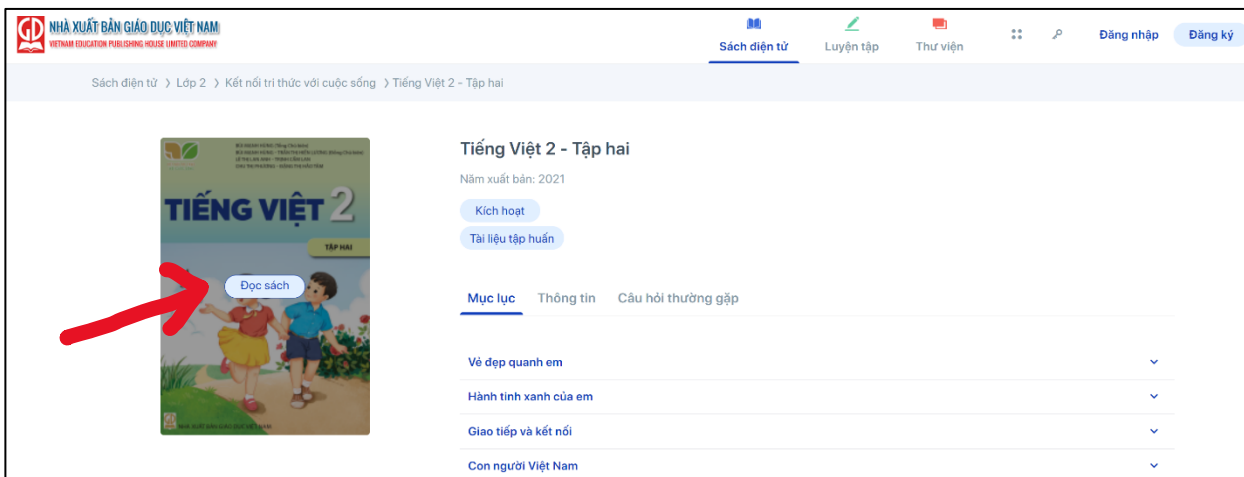 NHÀ XUẤT BẢN GIÁO DỤC VIỆT NAM
VIETNAM EDUCATION PUBLISHING HOUSE LIMITED COMPANY
Sách điện tử
Luyện tập
Thư viện
Đăng nhập
Đăng ký
Sách điện tử > Lớp 2 > Kết nối tri thức với cuộc sống > Tiếng Việt 2 - Tập hai
TIẾNG VIỆT 2
TẬP HAI
Đọc sách
NHÀ XUẤT BẢN GIÁO DỤC VIỆT NAM
Tiếng Việt 2 - Tập hai
Năm xuất bản: 2021
Kích hoạt
Tài liệu tập huấn
Mục lục
Thông tin
Câu hỏi thường gặp
Vẻ đẹp quanh em
Hành tinh xanh của em
Giao tiếp và kết nối
Con người Việt Nam